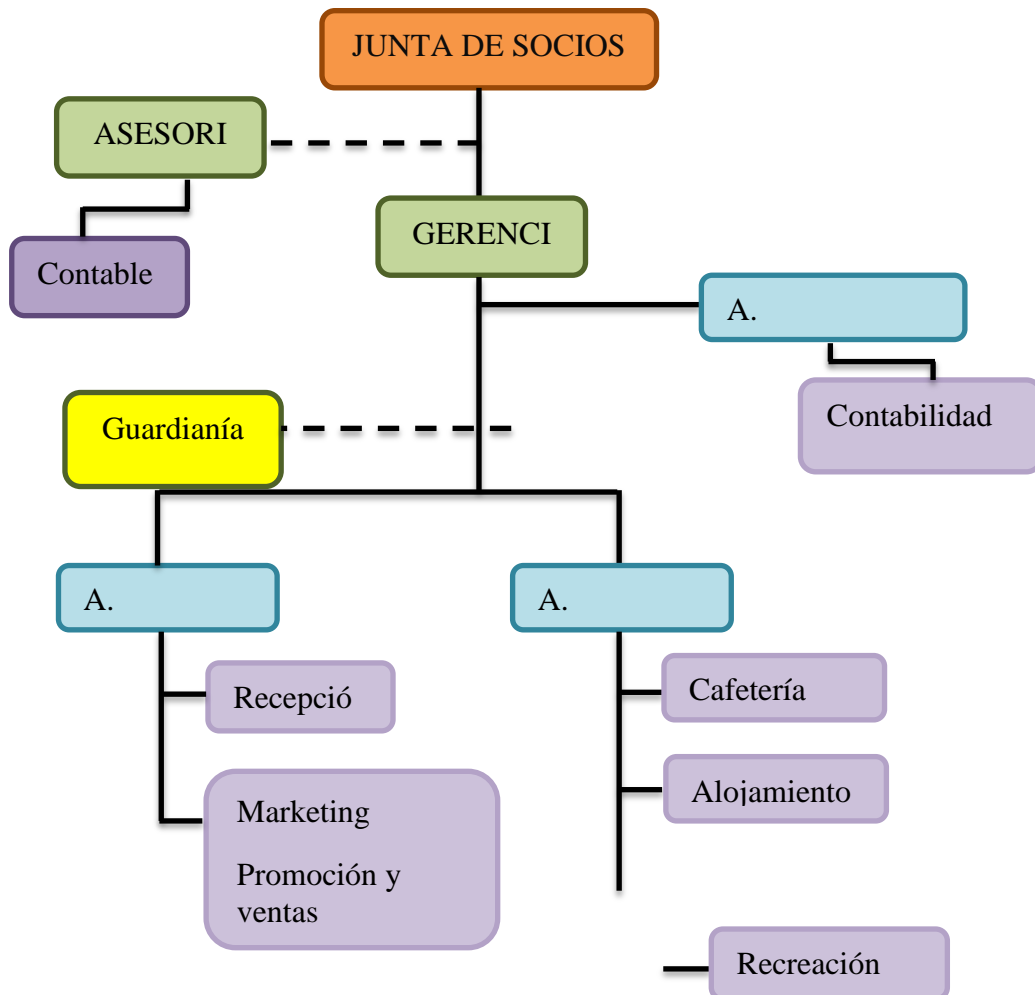 JUNTA DE SOCIOS
ASESORI
GERENCI
Contable
A.
Contabilidad
Guardianía
A.
A.
Recepció
Cafetería
Alojamiento
Marketing
Promoción y
ventas
Recreación